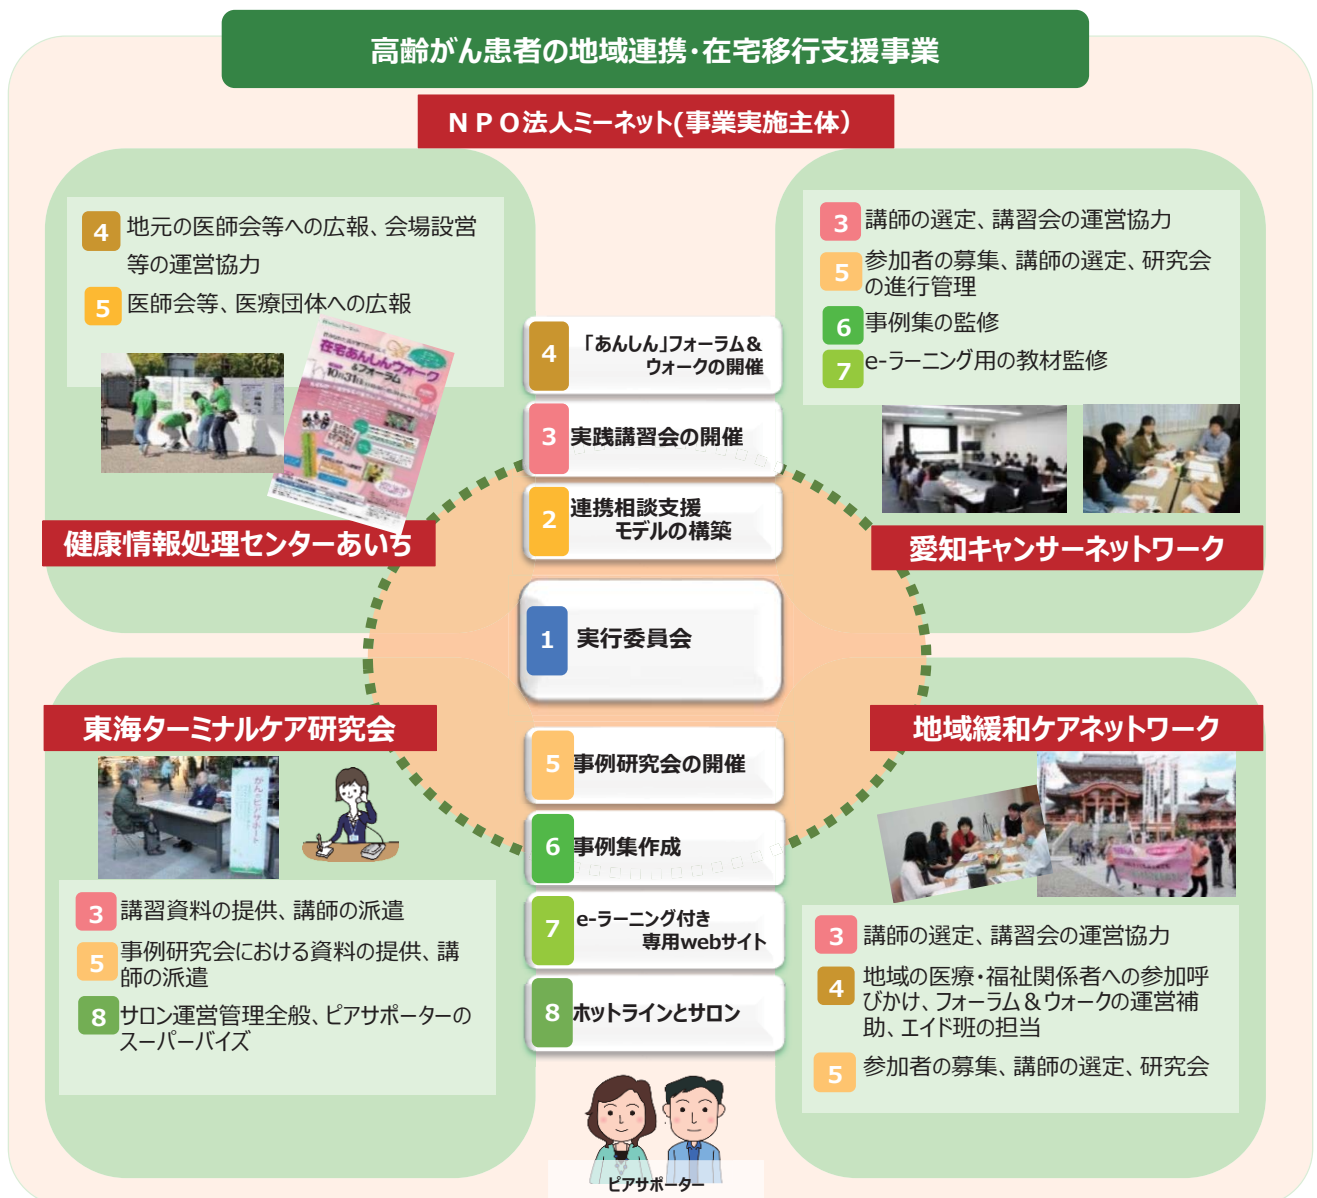 高齢がん患者の地域連携・在宅移行支援事業
NPO法人ミーネット(事業実施主体)
4 地元の医師会等への広報、会場設営
等の運営協力
5 医師会等、医療団体への広報
在宅あんしんウォーク
&フォーラム
10月31日
健康情報処理センターあいち
3 講師の選定、講習会の運営協力
5 参加者の募集、講師の選定、研究会
の進行管理
6 事例集の監修
7 e-ラーニング用の教材監修
愛知キャンサーネットワーク
4 「あんしん」フォーラム&
ウォークの開催
3 実践講習会の開催
2 連携相談支援
モデルの構築
1 実行委員会
5 事例研究会の開催
6 事例集作成
7 e-ラーニング付き
専用webサイト
8 ホットラインとサロン
東海ターミナルケア研究会
がんのピアサポート
3 講習資料の提供、講師の派遣
5 事例研究会における資料の提供、講
師の派遣
8 サロン運営管理全般、ピアサポーターの
スーパーバイズ
地域緩和ケアネットワーク
3 講師の選定、講習会の運営協力
4 地域の医療・福祉関係者への参加呼
びかけ、フォーラム&ウォークの運営補
助、エイド班の担当
5 参加者の募集、講師の選定、研究会
ピアサポーター